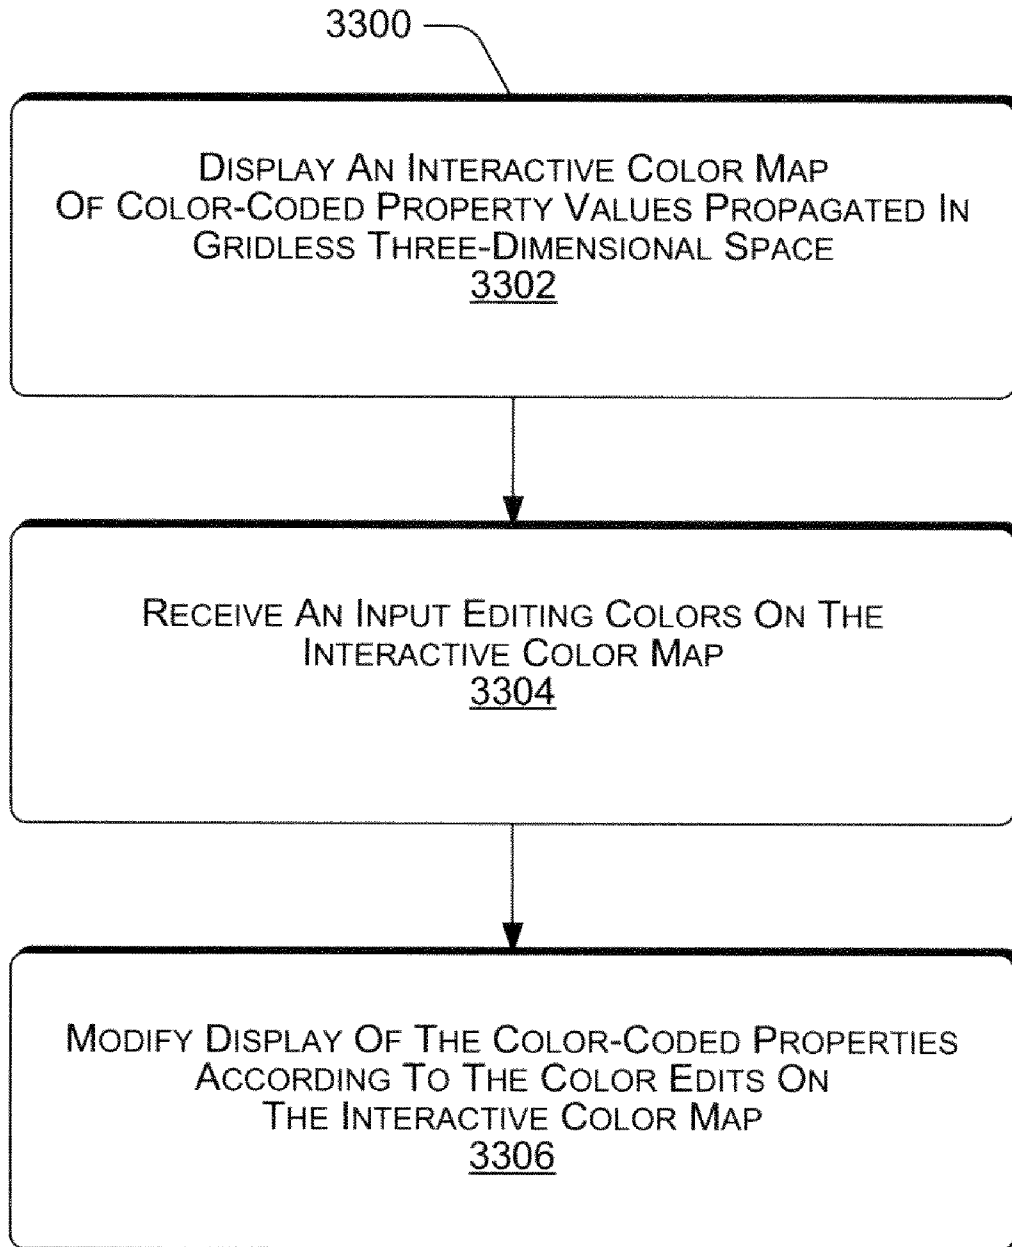 3300
DISPLAY AN INTERACTIVE COLOR MAP
OF COLOR-CODED PROPERTY VALUES PROPAGATED IN
GRIDLESS THREE-DIMENSIONAL SPACE
3302
RECEIVE AN INPUT EDITING COLORS ON THE
INTERACTIVE COLOR MAP
3304
MODIFY DISPLAY OF THE COLOR-CODED PROPERTIES
ACCORDING TO THE COLOR EDITS ON
THE INTERACTIVE COLOR MAP
3306